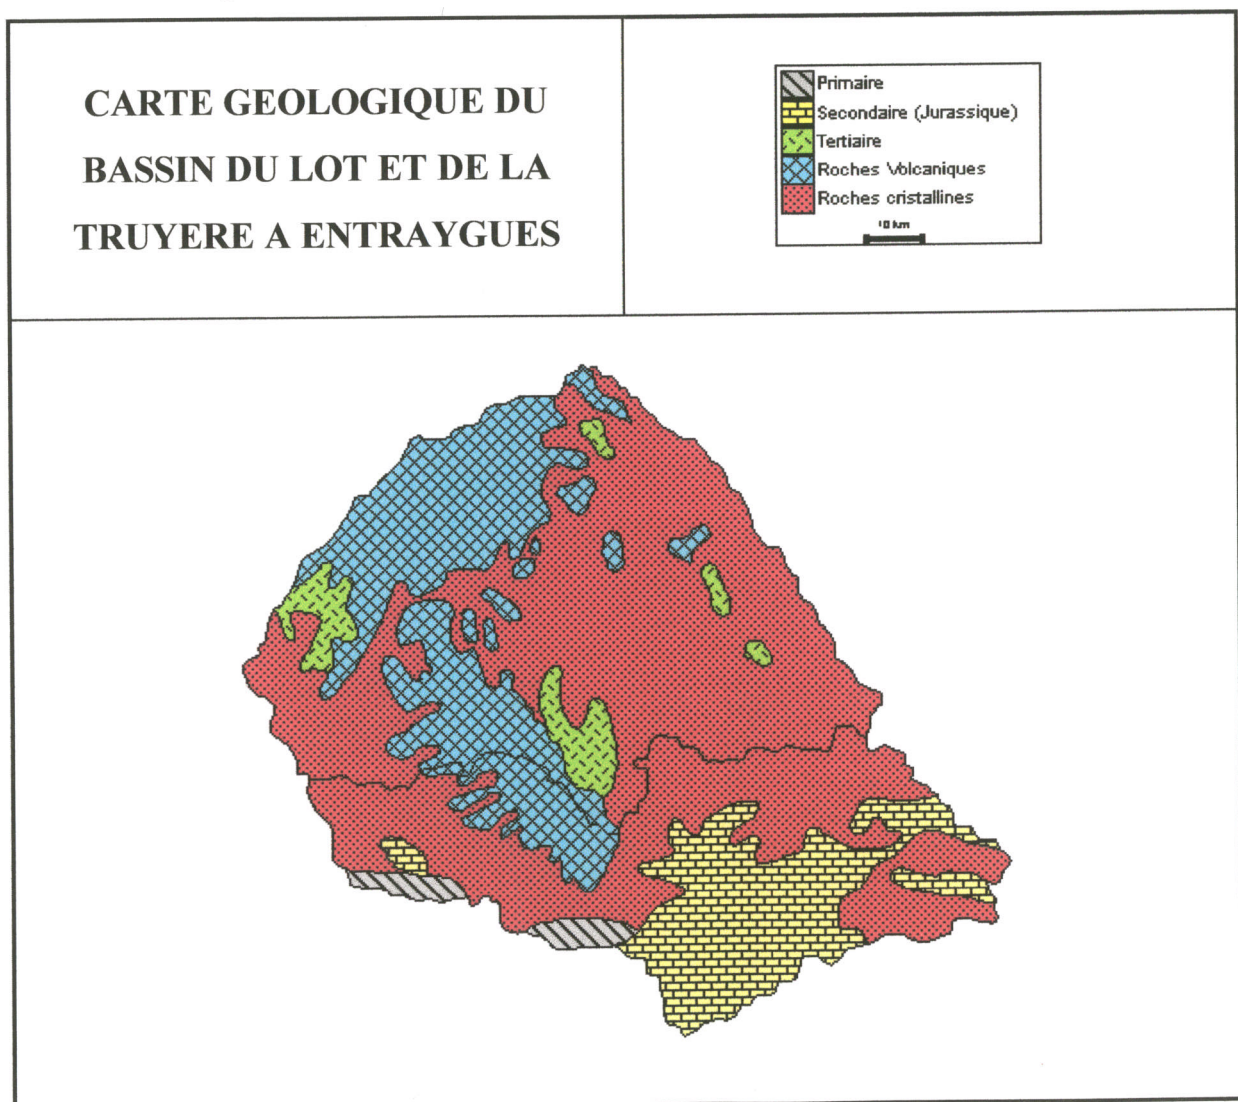 CARTE GEOLOGIQUE DU
BASSIN DU LOT ET DE LA
TRUYERE A ENTRAYGUES
Primaire
Secondaire (Jurassique)
Tertiaire
Roches Volcaniques
Roches cristallines
10 km